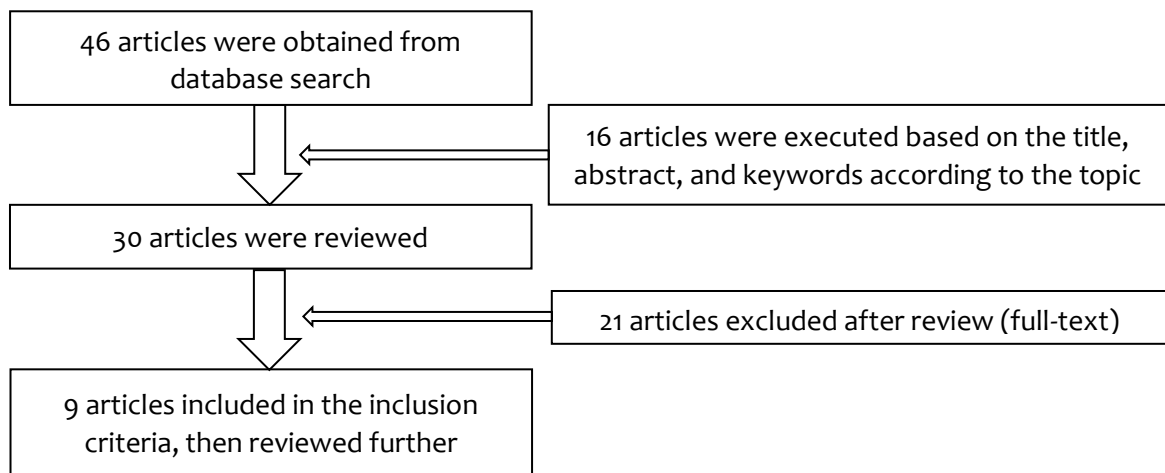 46 articles were obtained from
database search
16 articles were executed based on the title,
abstract, and keywords according to the topic
30 articles were reviewed
21 articles excluded after review (full-text)
9 articles included in the inclusion
criteria, then reviewed further